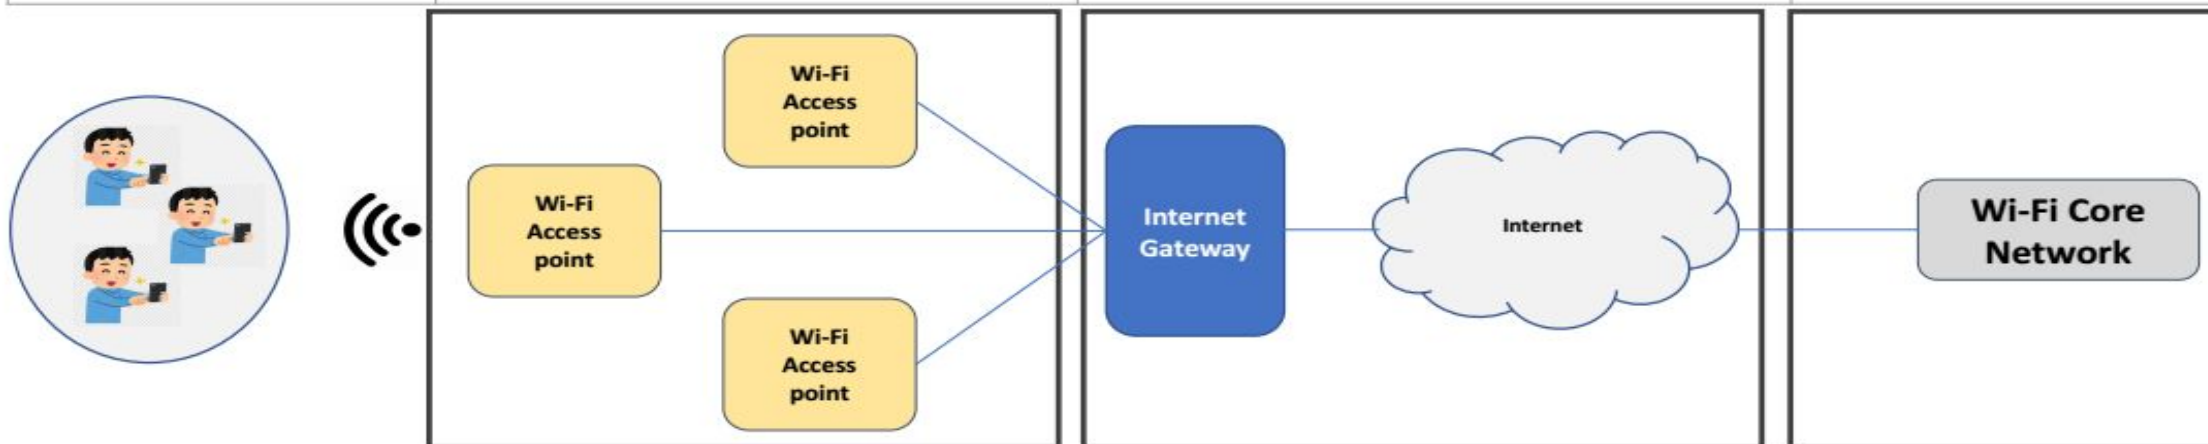 Wi-Fi
Access
point
Wi-Fi
Access
point
Wi-Fi
Access
point
Internet
Gateway
Internet
Wi-Fi Core
Network